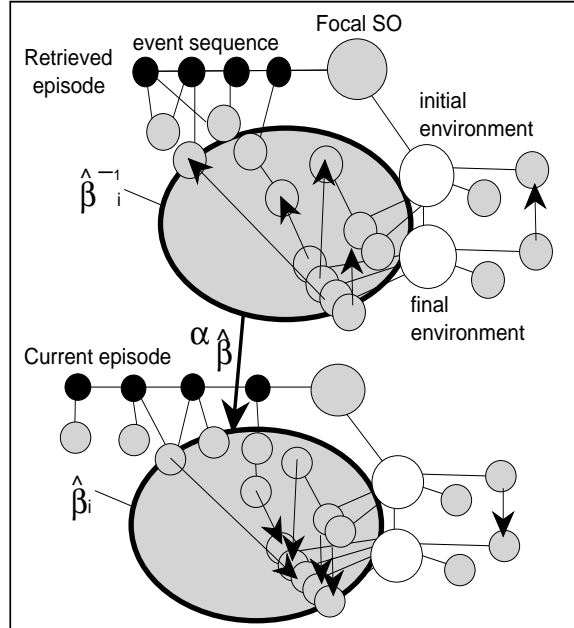 Focal SO
event sequence
Retrieved
episode
initial
environment
β̂⁻¹ᵢ
final
environment
α β̂
Current episode
β̂ᵢ